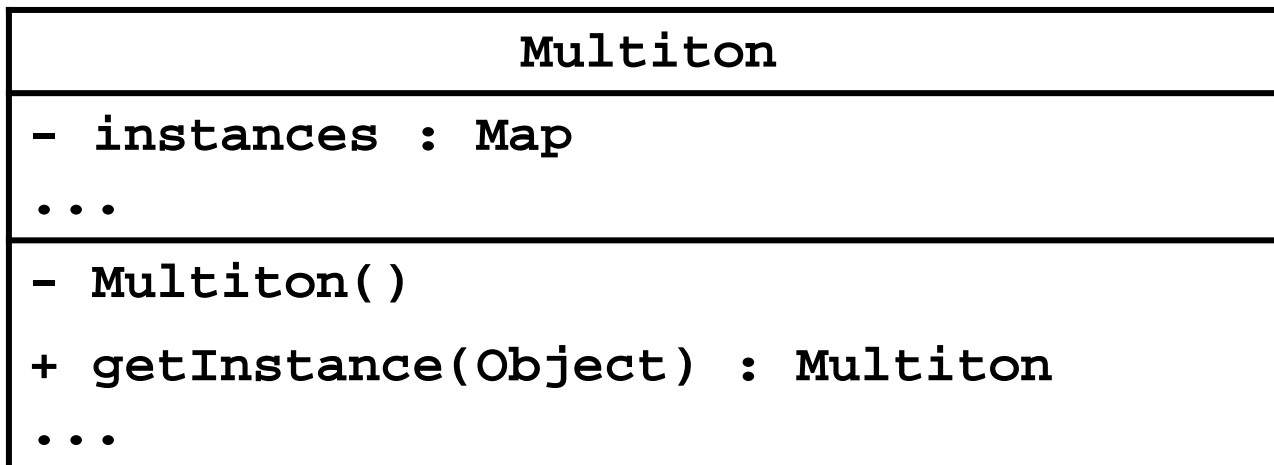 Multiton
- instances : Map
...
- Multiton()
+ getInstance(Object) : Multiton
...